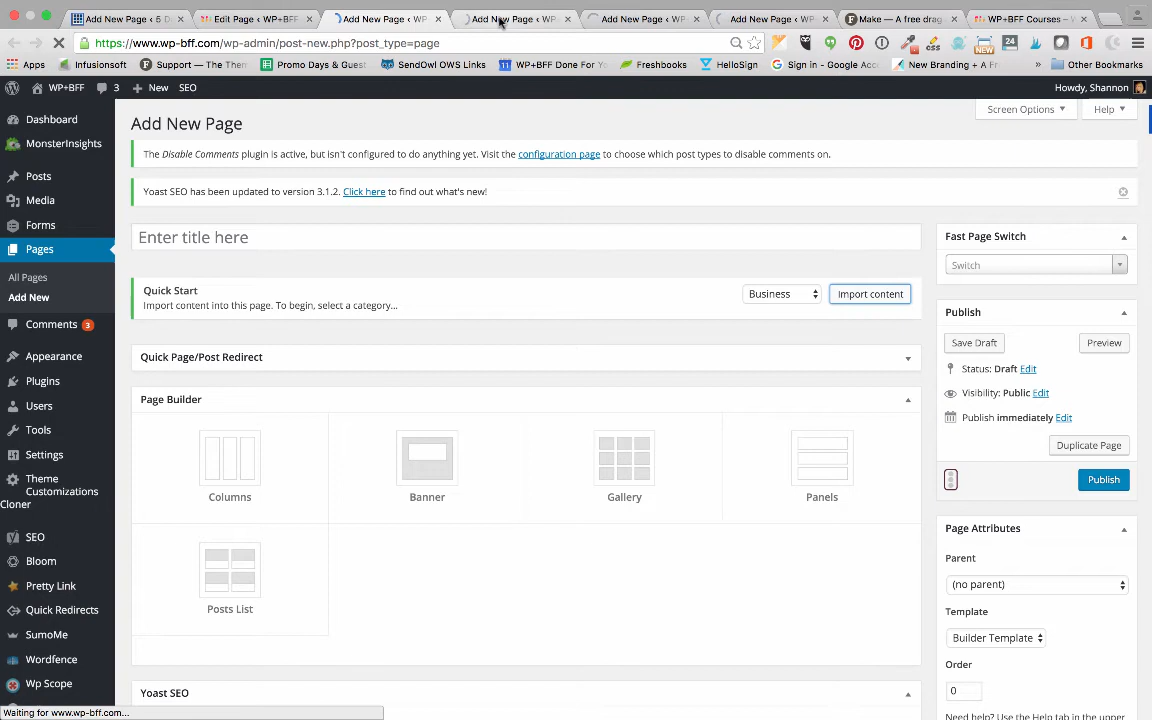 Add New Page ‹ 6 D
Edit Page ‹ WP+BFF
Add New Page ‹ WP
Add New Page ‹ WP
Add New Page ‹ WP
Add New Page ‹ WP
Make — A free drag
WP+BFF Courses – W
https://www.wp-bff.com/wp-admin/post-new.php?post_type=page
Apps
Infusionsoft
Support — The The
Promo Days & Guest
SendOwl OWS Links
WP+BFF Done For Yo
Freshbooks
HelloSign
Sign in - Google Acco
New Branding + A F
Other Bookmarks
WP+BFF
3
New
SEO
Howdy, Shannon
Screen Options
Help
Dashboard
MonsterInsights
Posts
Media
Forms
Pages
All Pages
Add New
Comments 3
Appearance
Plugins
Users
Tools
Settings
Theme
Customizations
Cloner
SEO
Bloom
Pretty Link
Quick Redirects
SumoMe
Wordfence
Wp Scope
Waiting for www.wp-bff.com...
Add New Page
The Disable Comments plugin is active, but isn't configured to do anything yet. Visit the configuration page to choose which post types to disable comments on.
Yoast SEO has been updated to version 3.1.2. Click here to find out what's new!
Enter title here
Quick Start
Import content into this page. To begin, select a category...
Business
Import content
Quick Page/Post Redirect
Page Builder
Columns
Banner
Gallery
Panels
Posts List
Yoast SEO
Fast Page Switch
Switch
Publish
Save Draft
Preview
Status: Draft Edit
Visibility: Public Edit
Publish immediately Edit
Duplicate Page
Publish
Page Attributes
Parent
(no parent)
Template
Builder Template
Order
0
Need help? Use the Help tab in the upper